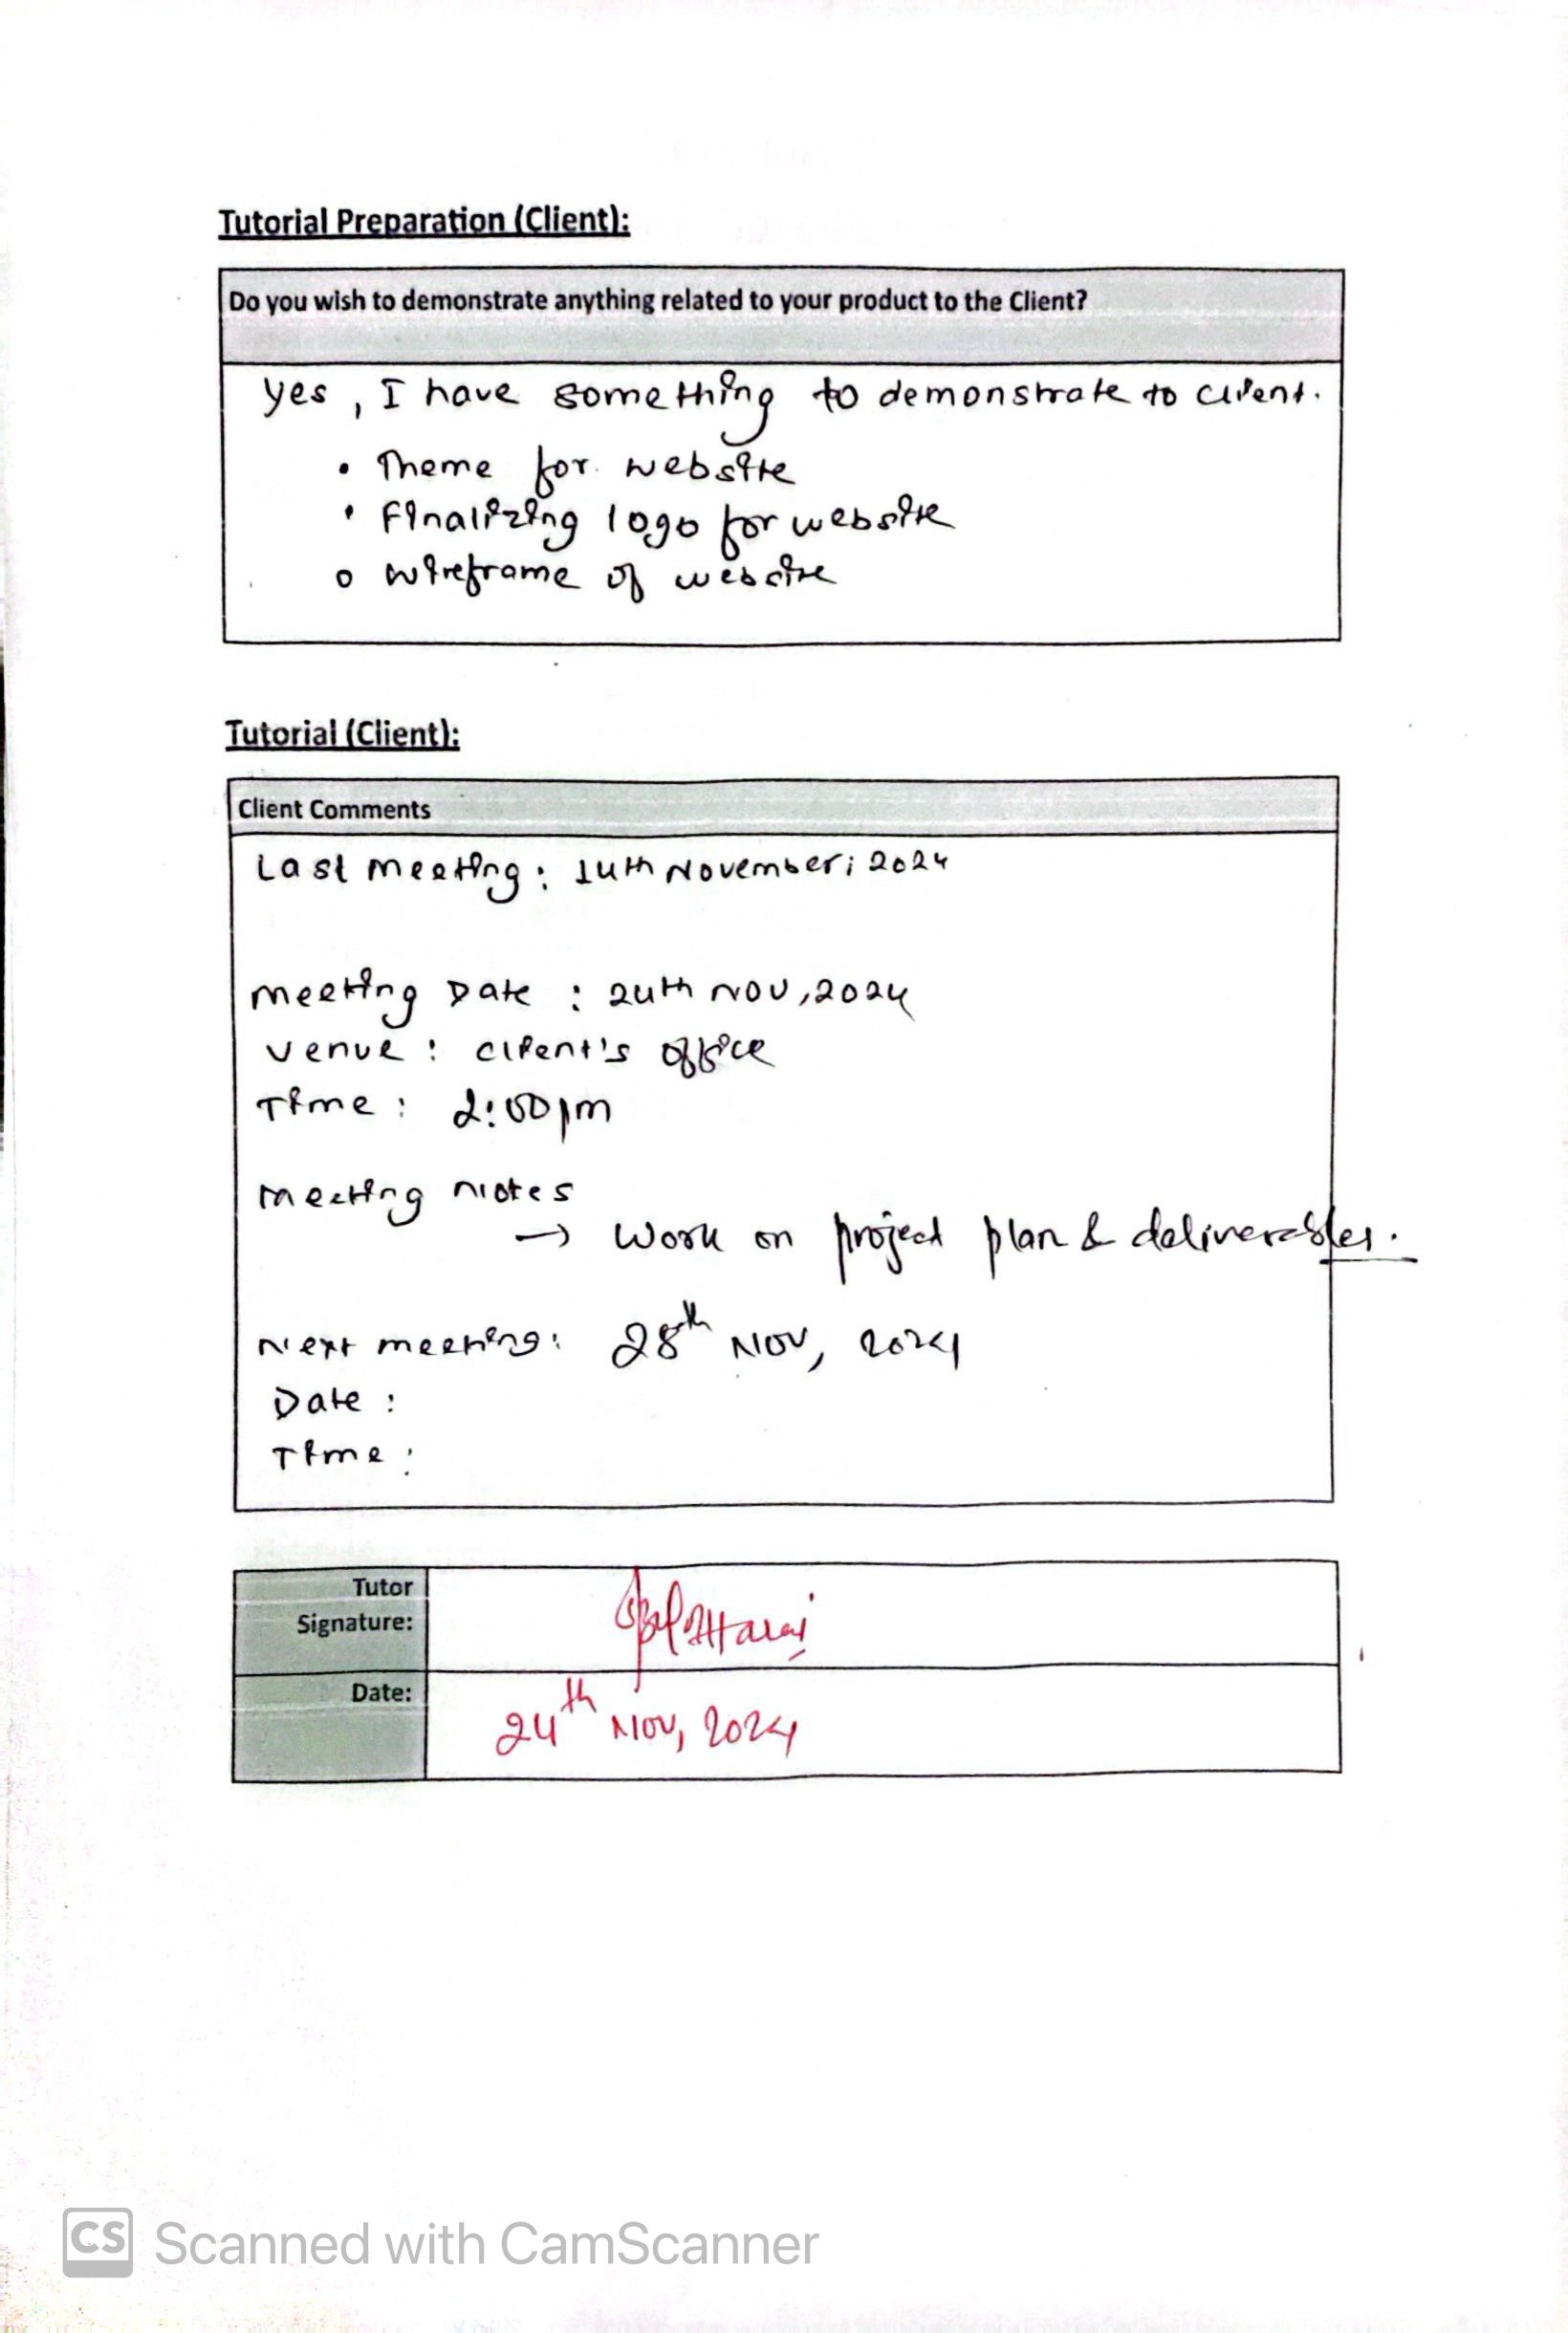 Tutorial Preparation (Client):
Do you wish to demonstrate anything related to your product to the Client?
Yes, I have something to demonstrate to client.
• Theme for website
• Finalizing logo for website
o wireframe of website
Tutorial (Client):
Client Comments
Last meeting: 14th November; 2024
meeting Date : 24th NOV, 2024
Venue : client's office
Time : 2:00pm
meeting notes
→ Work on project plan & deliverables.
Next meeting: 28th NOV, 2024
Date :
Time :
Tutor
Signature:
Date:
24th NOV, 2024
CS Scanned with CamScanner